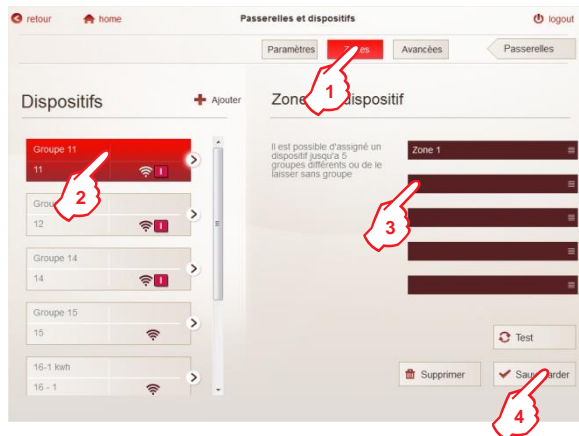 retour
home
Passerelles et dispositifs
logout
Paramètres
Avancées
Passerelles
1
Dispositifs
Ajouter
Groupe 11
11
I
2
12
I
Groupe 14
14
I
Groupe 15
15
16-1 kwh
16 - 1
Il est possible d'assigné un
dispositif jusqu'a 5
groupes différents ou de le
laisser sans groupe
Zone 1
3
Test
Supprimer
4